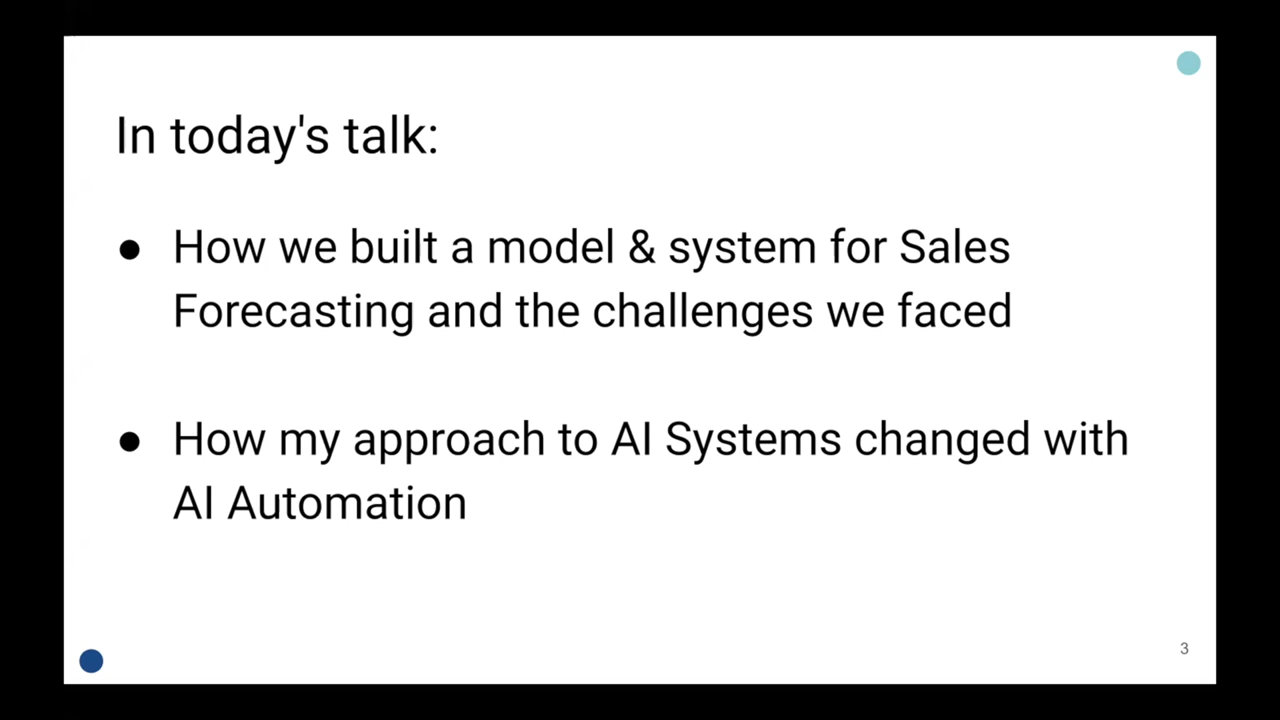 In today's talk:
● How we built a model & system for Sales
Forecasting and the challenges we faced
● How my approach to AI Systems changed with
AI Automation
3